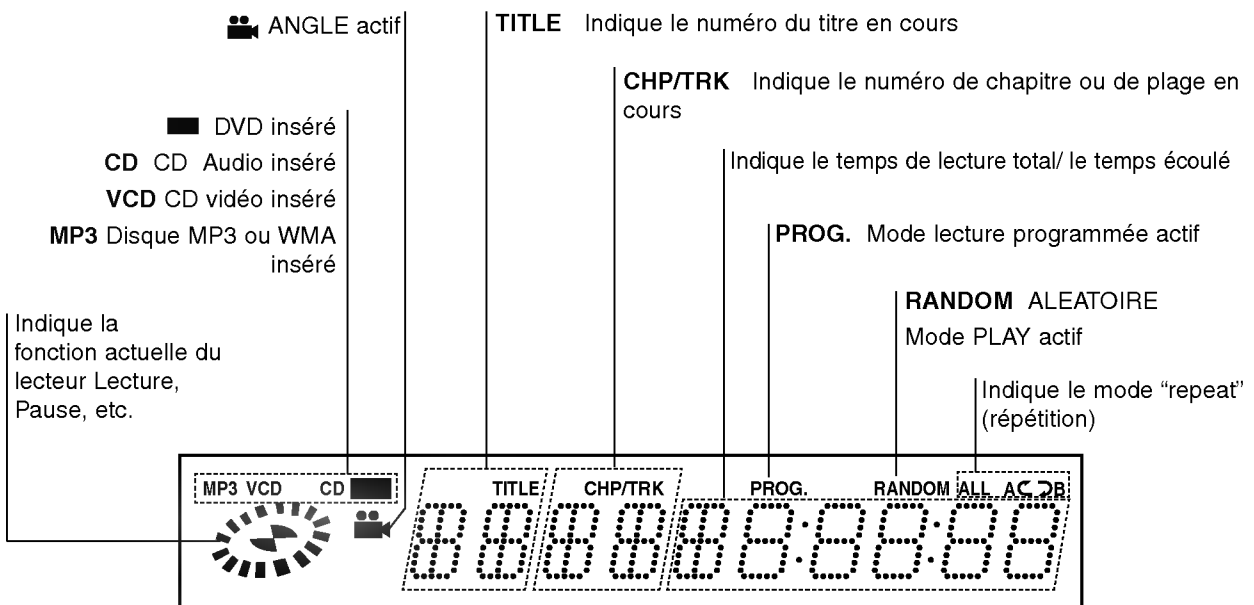 ANGLE actif
TITLE Indique le numéro du titre en cours
CHP/TRK Indique le numéro de chapitre ou de plage en
cours
DVD inséré
CD CD Audio inséré
VCD CD vidéo inséré
MP3 Disque MP3 ou WMA
inséré
Indique le temps de lecture total/ le temps écoulé
PROG. Mode lecture programmée actif
RANDOM ALEATOIRE
Mode PLAY actif
Indique la
fonction actuelle du
lecteur Lecture,
Pause, etc.
Indique le mode “repeat”
(répétition)
MP3 VCD CD TITLE CHP/TRK PROG. RANDOM ALL A B